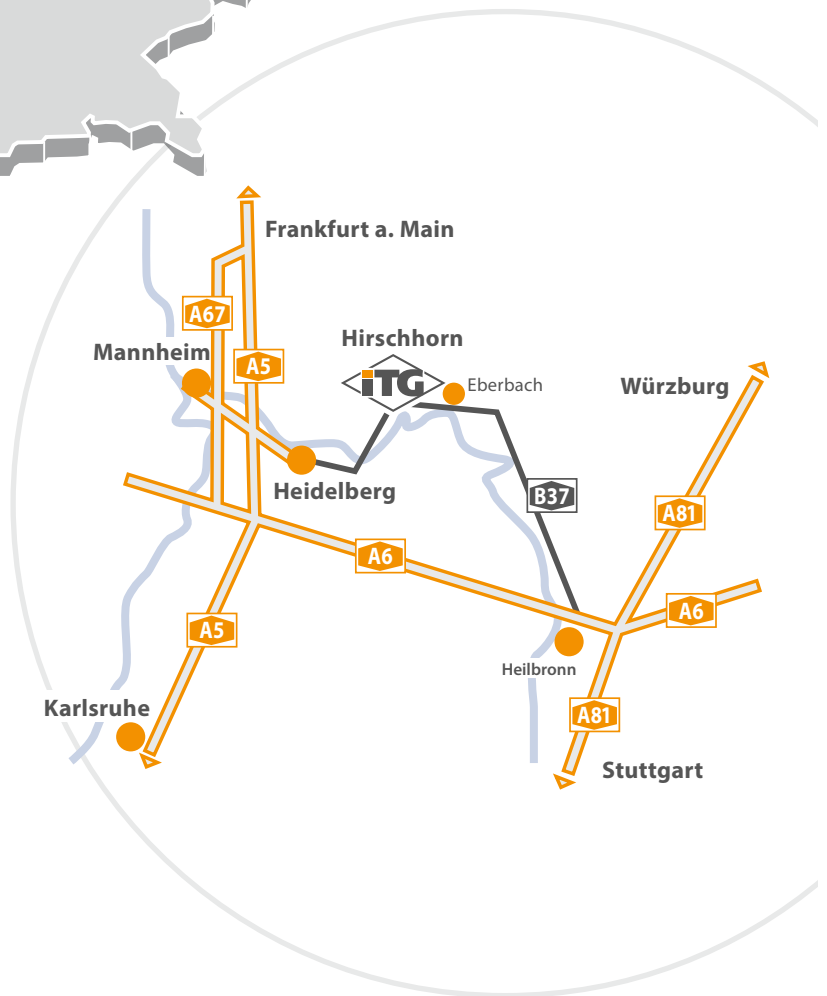 Frankfurt a. Main
A67
Hirschhorn
Mannheim
A5
iTG
Eberbach
Würzburg
Heidelberg
B37
A81
A6
A6
A5
Heilbronn
Karlsruhe
A81
Stuttgart